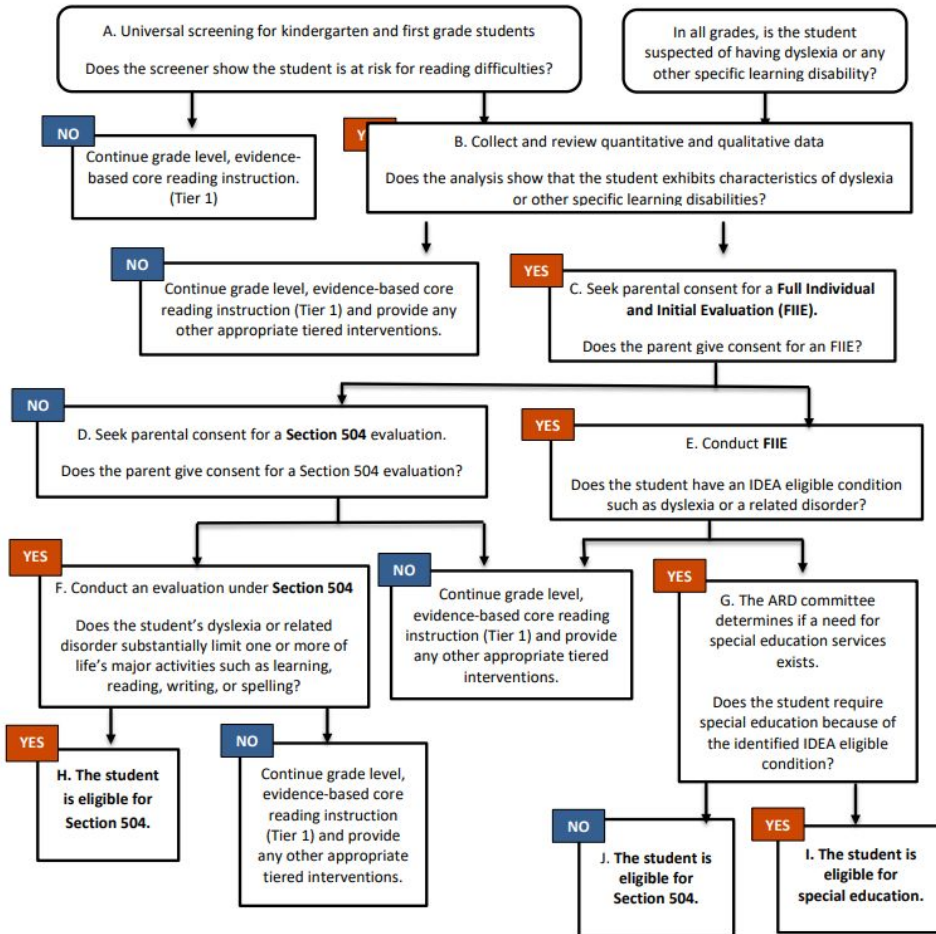 A. Universal screening for kindergarten and first grade students
Does the screener show the student is at risk for reading difficulties?
In all grades, is the student
suspected of having dyslexia or any
other specific learning disability?
NO
Continue grade level, evidence-
based core reading instruction.
(Tier 1)
B. Collect and review quantitative and qualitative data
Does the analysis show that the student exhibits characteristics of dyslexia
or other specific learning disabilities?
NO
Continue grade level, evidence-based core
reading instruction (Tier 1) and provide any
other appropriate tiered interventions.
YES
C. Seek parental consent for a Full Individual
and Initial Evaluation (FIIE).
Does the parent give consent for an FIIE?
NO
D. Seek parental consent for a Section 504 evaluation.
Does the parent give consent for a Section 504 evaluation?
YES
E. Conduct FIIE
Does the student have an IDEA eligible condition
such as dyslexia or a related disorder?
YES
F. Conduct an evaluation under Section 504
Does the student's dyslexia or related
disorder substantially limit one or more of
life's major activities such as learning,
reading, writing, or spelling?
NO
Continue grade level,
evidence-based core reading
instruction (Tier 1) and provide
any other appropriate tiered
interventions.
YES
G. The ARD committee
determines if a need for
special education services
exists.
Does the student require
special education because of
the identified IDEA eligible
condition?
YES
H. The student
is eligible for
Section 504.
NO
Continue grade level,
evidence-based core
reading instruction
(Tier 1) and provide
any other appropriate
tiered interventions.
NO
J. The student is
eligible for
Section 504.
YES
I. The student is
eligible for
special education.